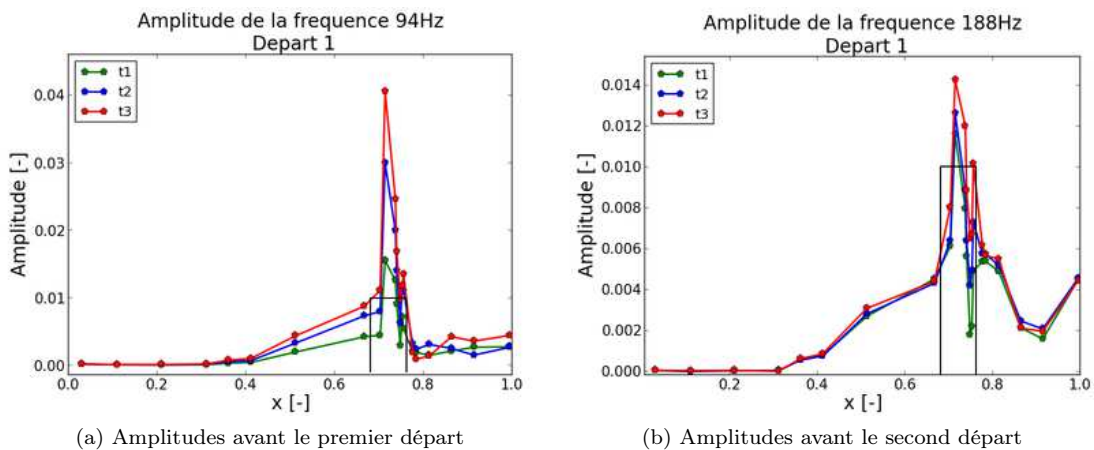 Amplitude de la frequence 94Hz
Depart 1
t1
t2
t3
Amplitude [-]
0.04
0.03
0.02
0.01
0.00
0.0 0.2 0.4 0.6 0.8 1.0
x [-]
(a) Amplitudes avant le premier départ
Amplitude de la frequence 188Hz
Depart 1
t1
t2
t3
Amplitude [-]
0.014
0.012
0.010
0.008
0.006
0.004
0.002
0.000
0.2 0.4 0.6 0.8 1.0
x [-]
(b) Amplitudes avant le second départ